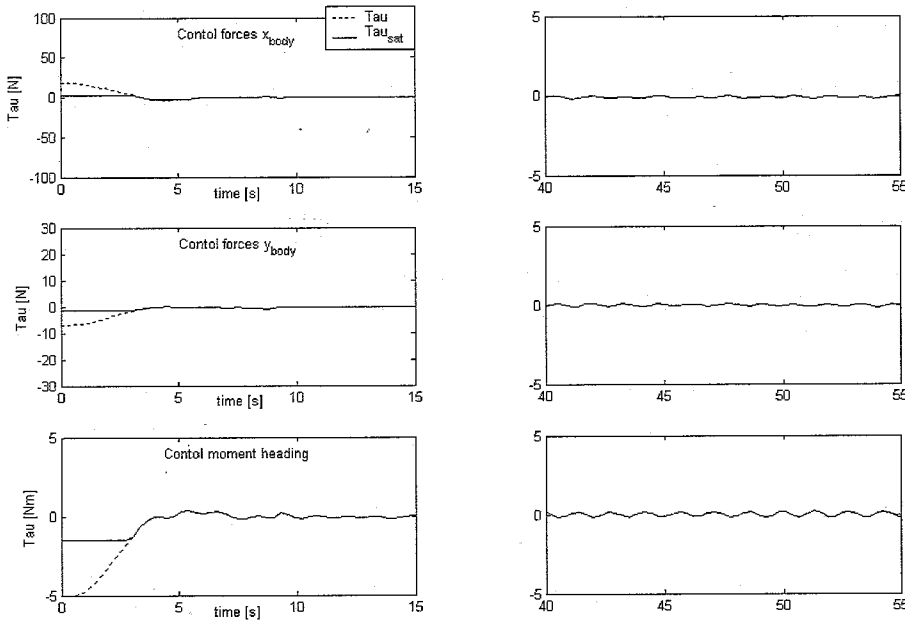 Tau
Tau_sat
Contol forces x_body
Tau [N]
100
50
0
-50
-100
0 5 10 15
time [s]
5
0
-5
40 45 50 55
Contol forces y_body
Tau [N]
30
20
10
0
-10
-20
-30
0 5 10 15
time [s]
5
0
-5
40 45 50 55
Contol moment heading
Tau [Nm]
5
0
-5
0 5 10 15
time [s]
5
0
-5
40 45 50 55